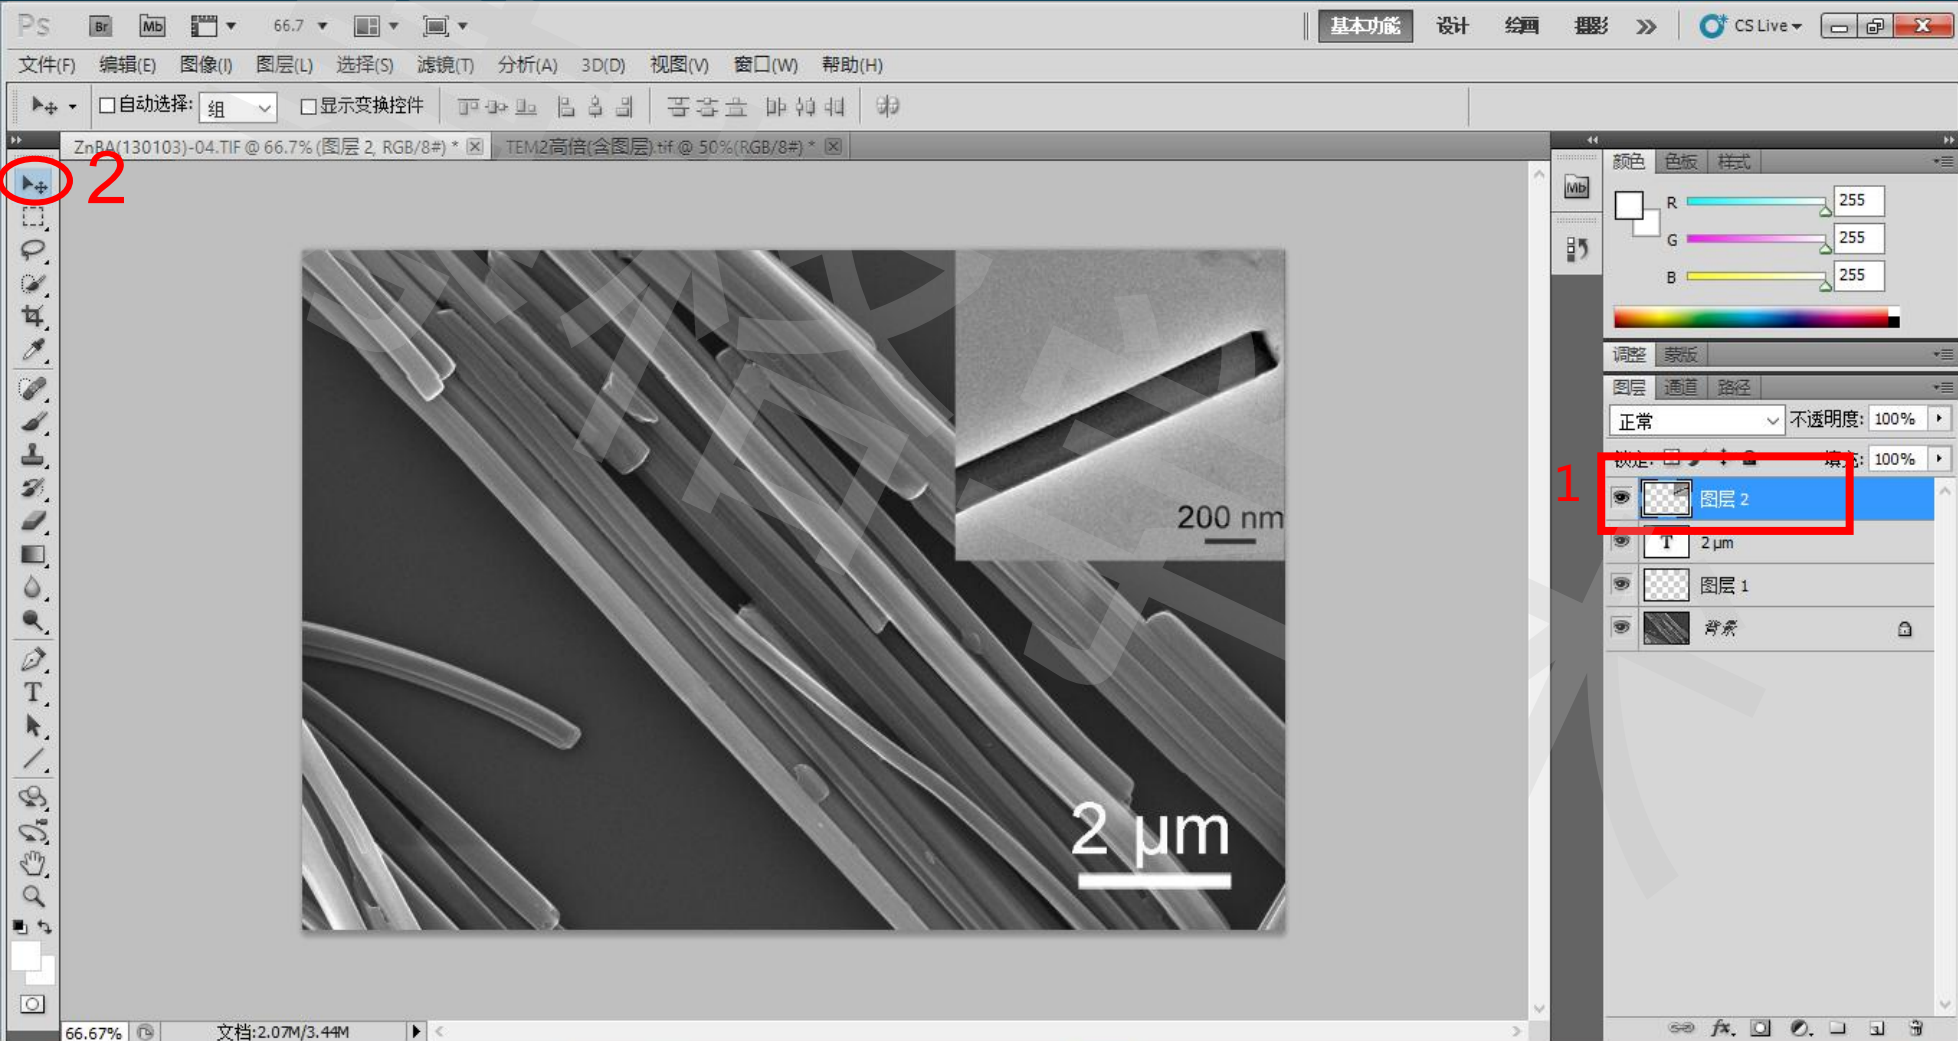 Ps Br Mb 66.7 基本功能 设计 绘画 摄影 CS Live
文件(F) 编辑(E) 图像(I) 图层(L) 选择(S) 滤镜(T) 分析(A) 3D(D) 视图(V) 窗口(W) 帮助(H)
自动选择: 组 显示变换控件
ZnBA(130103)-04.TIF @ 66.7% (图层 2, RGB/8#) * TEM2高倍(含图层).tif @ 50%(RGB/8#) *
2
颜色 色板 样式
Mb
R 255
G 255
B 255
调整 蒙版
图层 通道 路径
正常 不透明度: 100%
锁定: 填充: 100%
1
图层 2
T 2 μm
图层 1
背景
200 nm
2 μm
T
66.67% 文档:2.07M/3.44M
fx